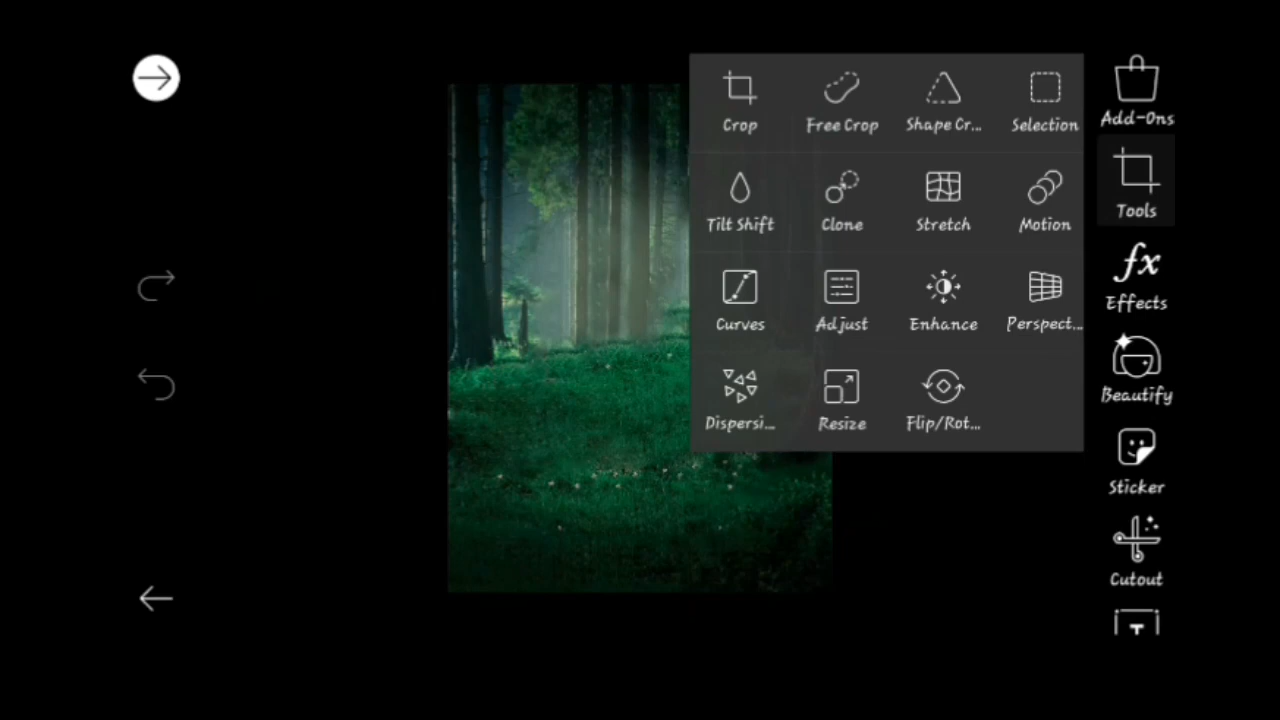 Crop
Free Crop
Shape Cr...
Selection
Tilt Shift
Clone
Stretch
Motion
Curves
Adjust
Enhance
Perspect...
Dispersi...
Resize
Flip/Rot...
Add-Ons
Tools
fx
Effects
Beautify
Sticker
Cutout
T